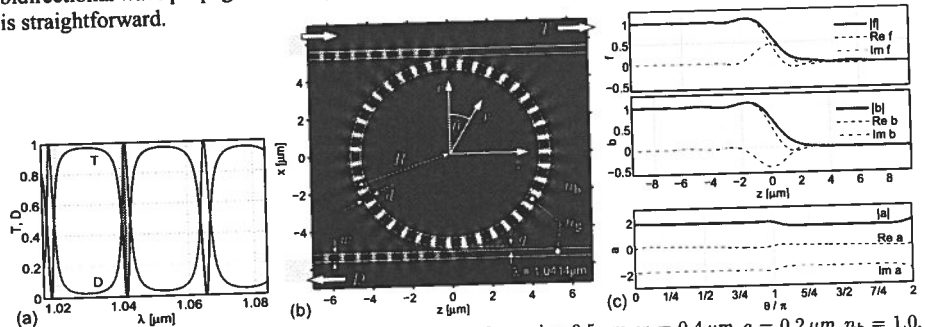 is straightforward.
T
D
T, D
1
0.8
0.6
0.4
0.2
0
1.02
1.04
1.06
1.08
λ [μm]
(a)
x [μm]
4
2
0
-2
-4
R
d
w
g
D
λ = 1.0414μm
-6
-4
-2
0
2
4
6
z [μm]
(b)
f
1
0.5
0
-0.5
|f|
Re f
Im f
b
1
0.5
0
-0.5
|b|
Re b
Im b
-8
-6
-4
-2
0
2
4
6
8
z [μm]
a
2
0
-2
|a|
Re a
Im a
0
1/4
1/2
3/4
1
5/4
3/2
7/4
2
θ / π
(c)